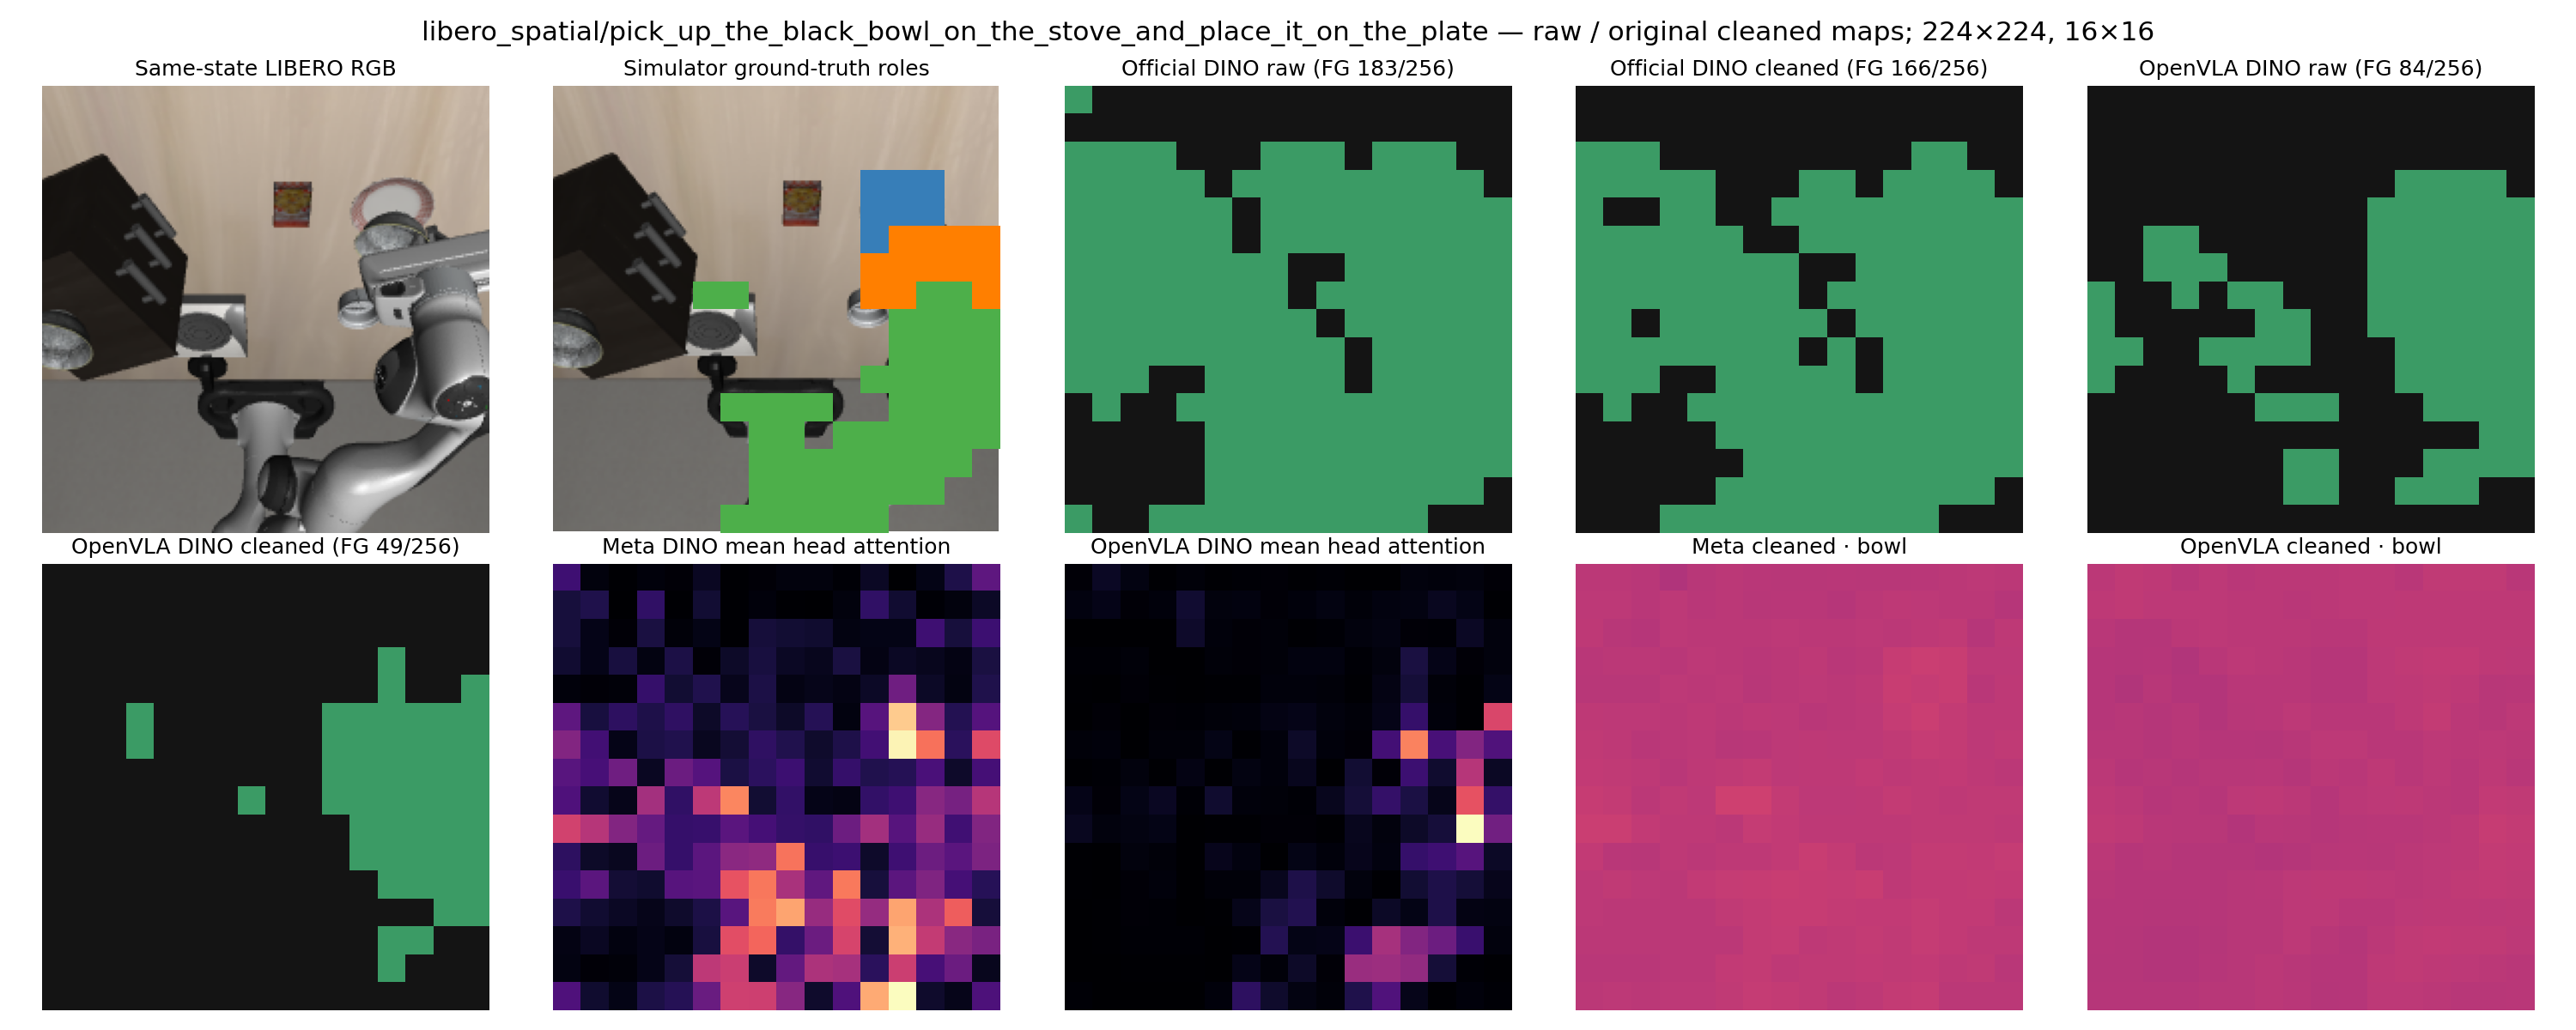 libero_spatial/pick_up_the_black_bowl_on_the_stove_and_place_it_on_the_plate — raw / original cleaned maps; 224×224, 16×16
Same-state LIBERO RGB
Simulator ground-truth roles
Official DINO raw (FG 183/256)
Official DINO cleaned (FG 166/256)
OpenVLA DINO raw (FG 84/256)
OpenVLA DINO cleaned (FG 49/256)
Meta DINO mean head attention
OpenVLA DINO mean head attention
Meta cleaned · bowl
OpenVLA cleaned · bowl